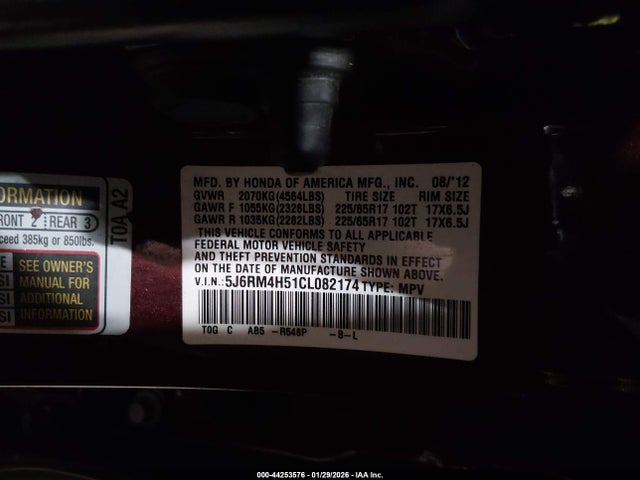 ORMATION
FRONT 2 REAR 3
ceed 385kg or 850lbs.
SEE OWNER'S
MANUAL FOR
ADDITIONAL
INFORMATION
SI
SI
T0A A2
MFD. BY HONDA OF AMERICA MFG., INC. 08/'12
GVWR 2070KG(4564LBS) TIRE SIZE RIM SIZE
GAWR F 1055KG(2326LBS) 225/65R17 102T 17X6.5J
GAWR R 1035KG(2282LBS) 225/65R17 102T 17X6.5J
THIS VEHICLE CONFORMS TO ALL APPLICABLE
FEDERAL MOTOR VEHICLE SAFETY
AND THEFT PREVENTION STANDARDS IN EFFECT
ON THE DATE OF MANUFACTURE SHOWN ABOVE.
V.I.N.: 5J6RM4H51CL082174 TYPE: MPV
T0G C AB5 -R548P -B-L
000-44253576 - 01/29/2026 - IAA Inc.